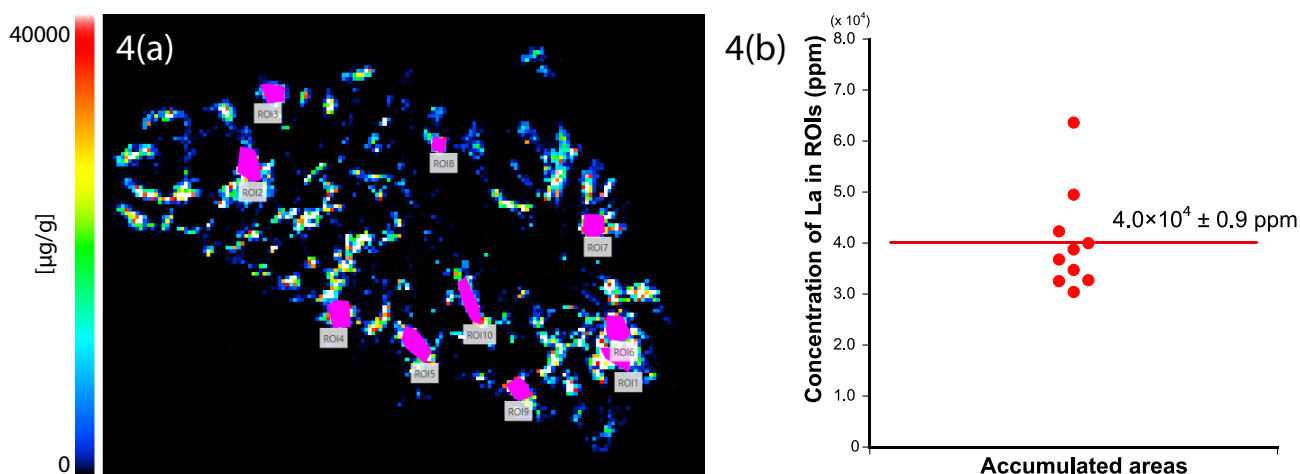 40000
[µg/g]
0
4(a)
ROI3
ROI8
ROI2
ROI7
ROI4
ROI10
ROI6
ROI5
ROI1
ROI9
4(b)
(x 10⁴)
Concentration of La in ROIs (ppm)
8.0
7.0
6.0
5.0
4.0
3.0
2.0
1.0
0
4.0×10⁴ ± 0.9 ppm
Accumulated areas